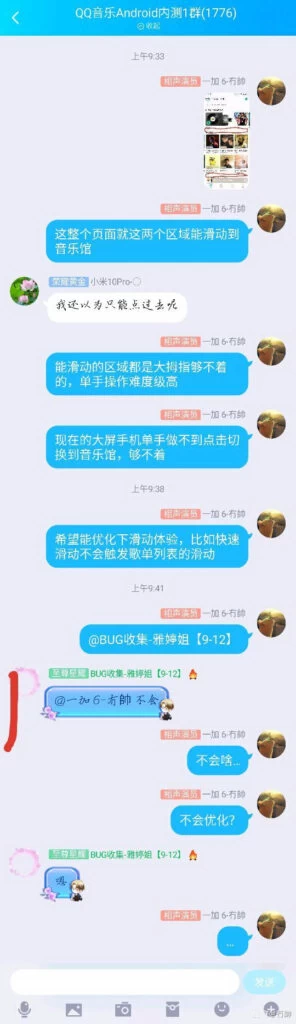 QQ音乐Android内测1群(1776)
收起
上午9:33
相声演员 一加 6-冇帥
这整个页面就这两个区域能滑动到
音乐馆
荣耀黄金 小米10Pro-
我还以为只能点过去呢
相声演员 一加 6-冇帥
能滑动的区域都是大拇指够不着
的，单手操作难度级高
相声演员 一加 6-冇帥
现在的大屏手机单手做不到点击切
换到音乐馆，够不着
上午9:38
相声演员 一加 6-冇帥
希望能优化下滑动体验，比如快速
滑动不会触发歌单列表的滑动
上午9:41
相声演员 一加 6-冇帥
@BUG收集-雅婷姐【9-12】
至尊星耀 BUG收集-雅婷姐【9-12】
@一加 6-冇帥 不会
相声演员 一加 6-冇帥
不会啥...
相声演员 一加 6-冇帥
不会优化？
至尊星耀 BUG收集-雅婷姐【9-12】
嗯
相声演员 一加 6-冇帥
...
发送